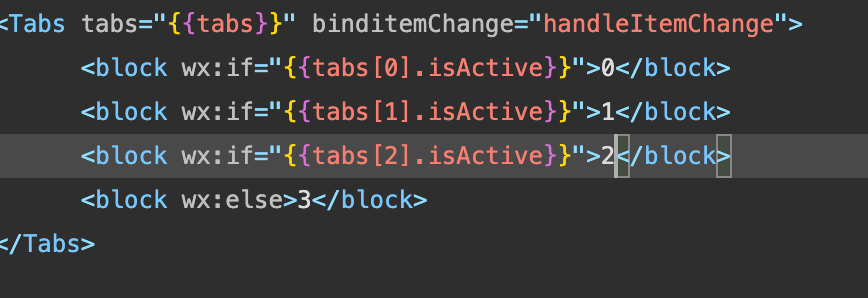 <Tabs tabs="{{tabs}}" binditemChange="handleItemChange">
<block wx:if="{{tabs[0].isActive}}">0</block>
<block wx:if="{{tabs[1].isActive}}">1</block>
<block wx:if="{{tabs[2].isActive}}">2</block>
<block wx:else>3</block>
</Tabs>